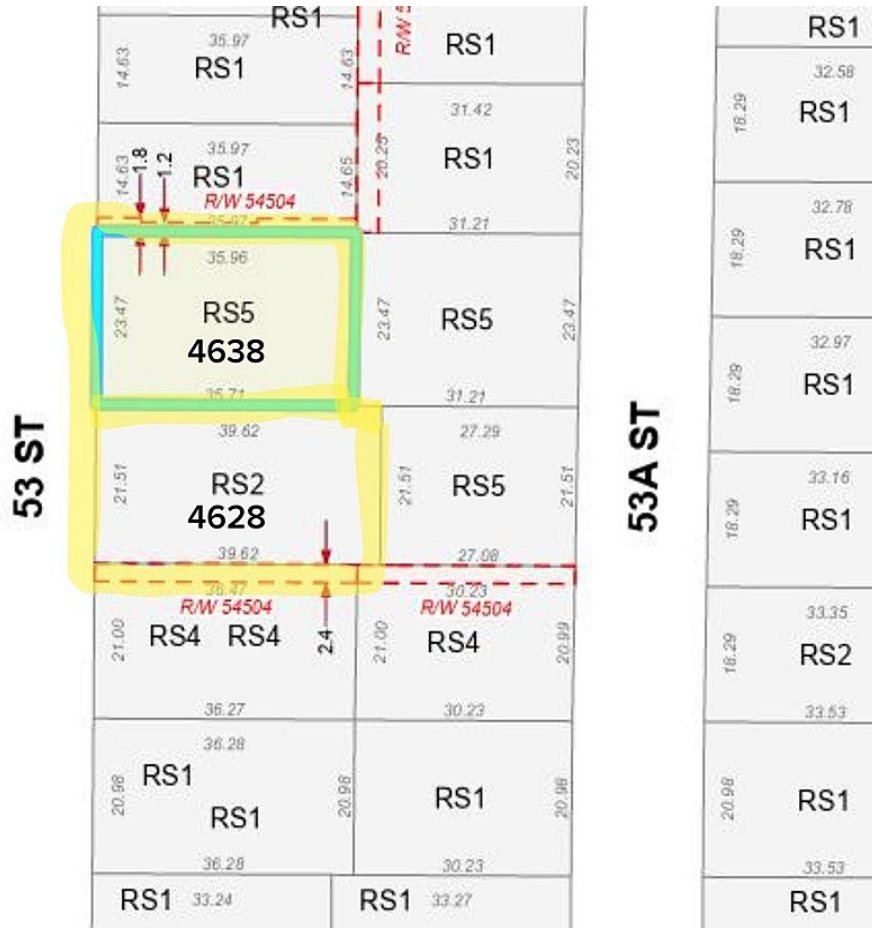 RS1
35.97
14.63
RS1
14.63
R/W 5
RS1
RS1
32.58
18.29
RS1
35.97
14.63
RS1
14.65
1.8
1.2
R/W 54504
31.42
RS1
20.23
31.21
32.78
18.29
RS1
35.96
23.47
RS5
4638
35.71
23.47
RS5
23.47
31.21
32.97
18.29
RS1
53 ST
39.62
21.51
RS2
4628
39.62
27.29
21.51
RS5
21.51
27.08
53A ST
33.16
18.29
RS1
R/W 54504
21.00
RS4 RS4
2.4
36.27
30.23
R/W 54504
21.00
RS4
20.99
30.23
33.35
18.29
RS2
33.53
36.28
20.98
RS1
RS1
20.98
36.28
RS1
20.98
30.23
20.98
RS1
33.53
RS1 33.24
RS1 33.27
RS1